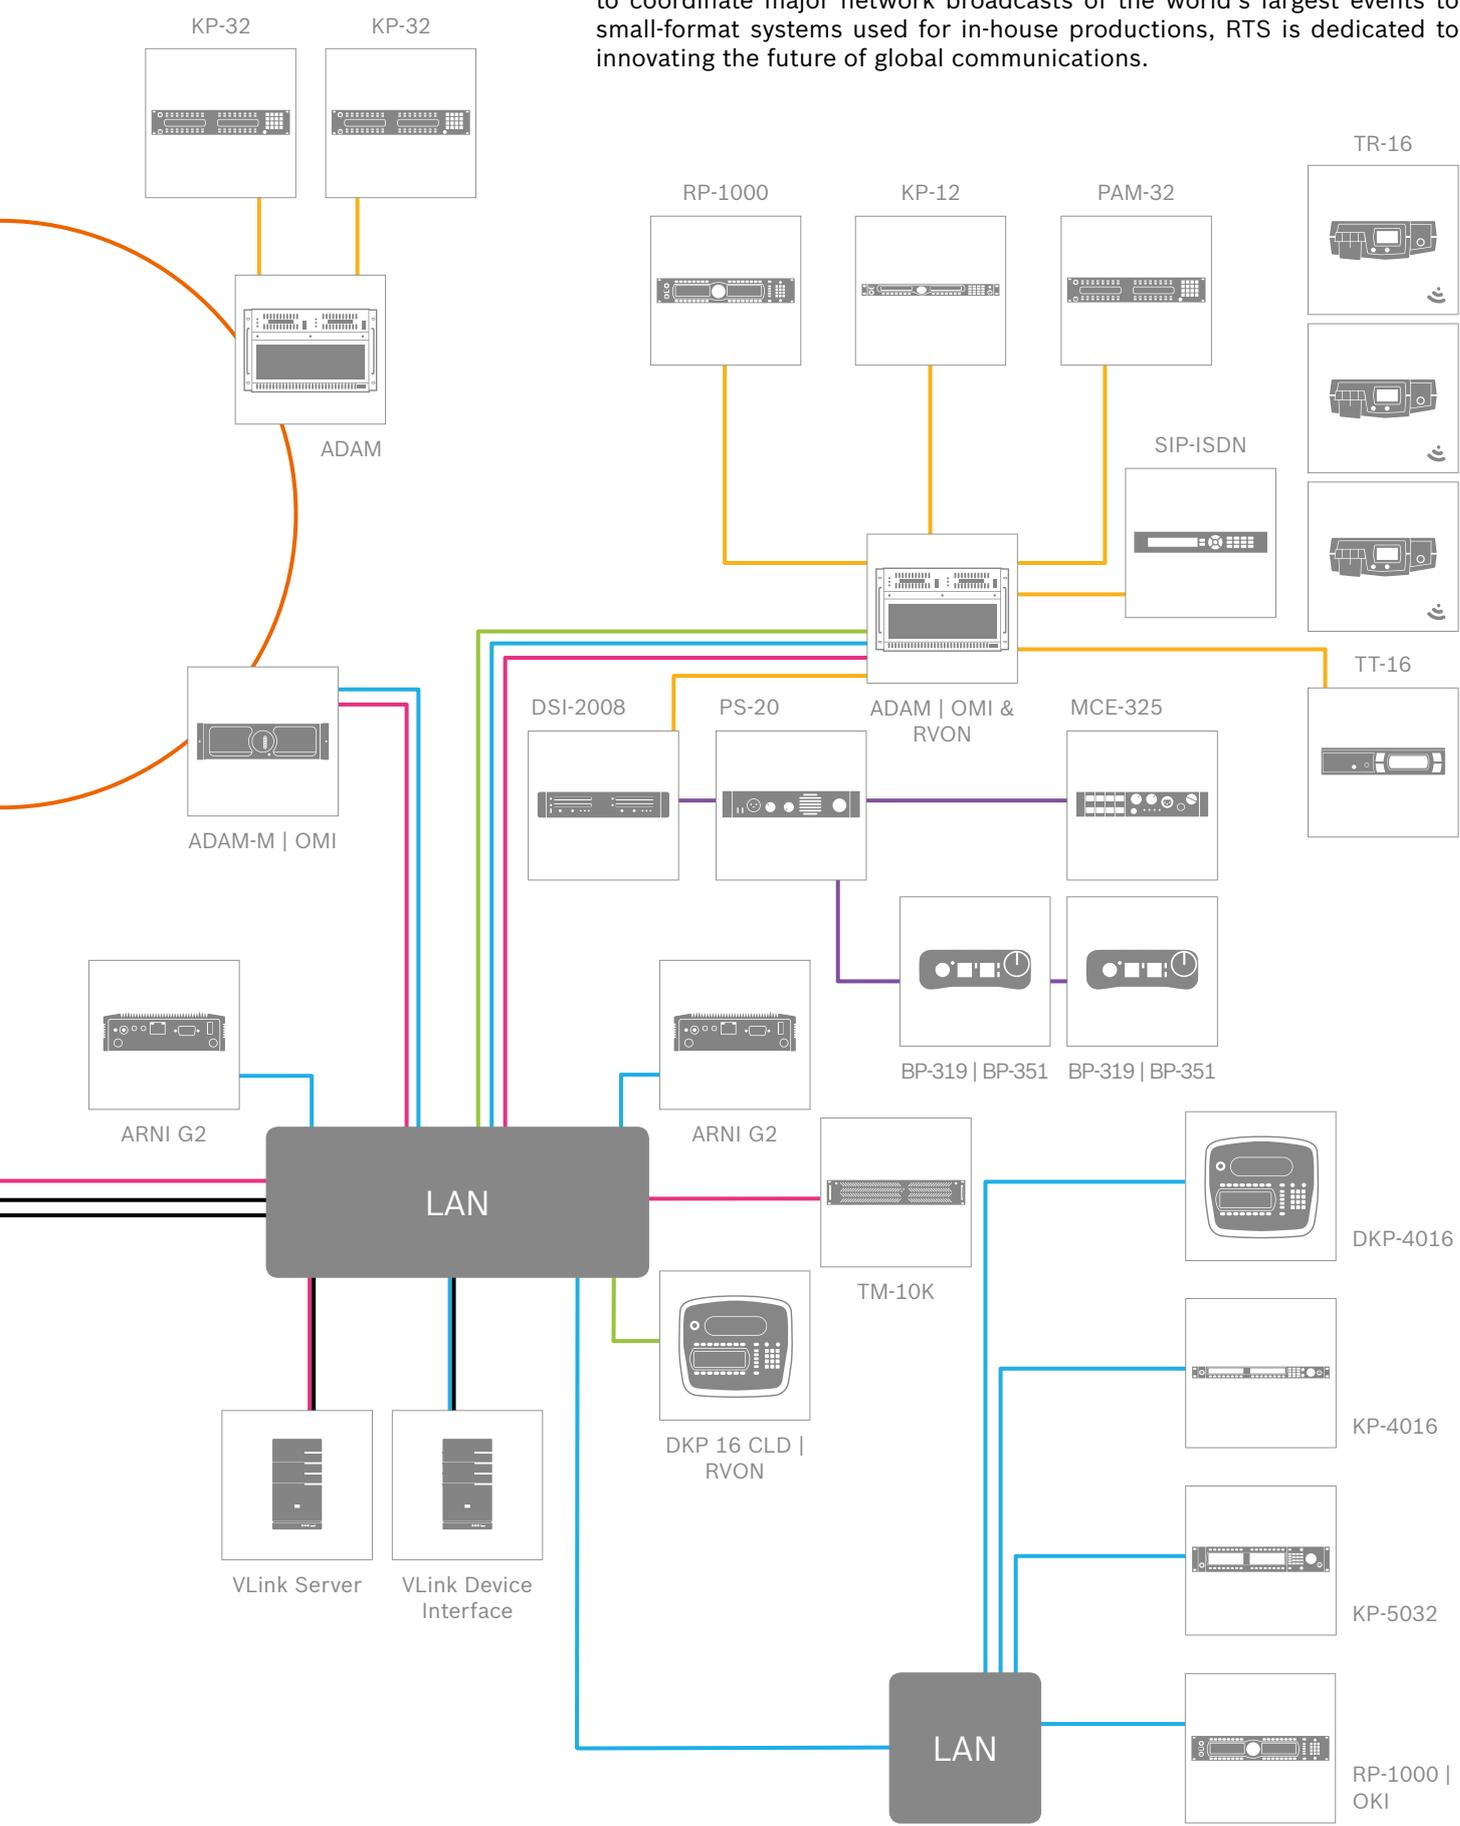 to coordinate major network broadcasts of the world's largest events to
small-format systems used for in-house productions, RTS is dedicated to
innovating the future of global communications.
KP-32
KP-32
TR-16
RP-1000
KP-12
PAM-32
ADAM
SIP-ISDN
TT-16
DSI-2008
PS-20
ADAM | OMI &
RVON
MCE-325
ADAM-M | OMI
BP-319 | BP-351
BP-319 | BP-351
ARNI G2
ARNI G2
LAN
DKP-4016
TM-10K
KP-4016
DKP 16 CLD |
RVON
VLink Server
VLink Device
Interface
KP-5032
LAN
RP-1000 |
OKI